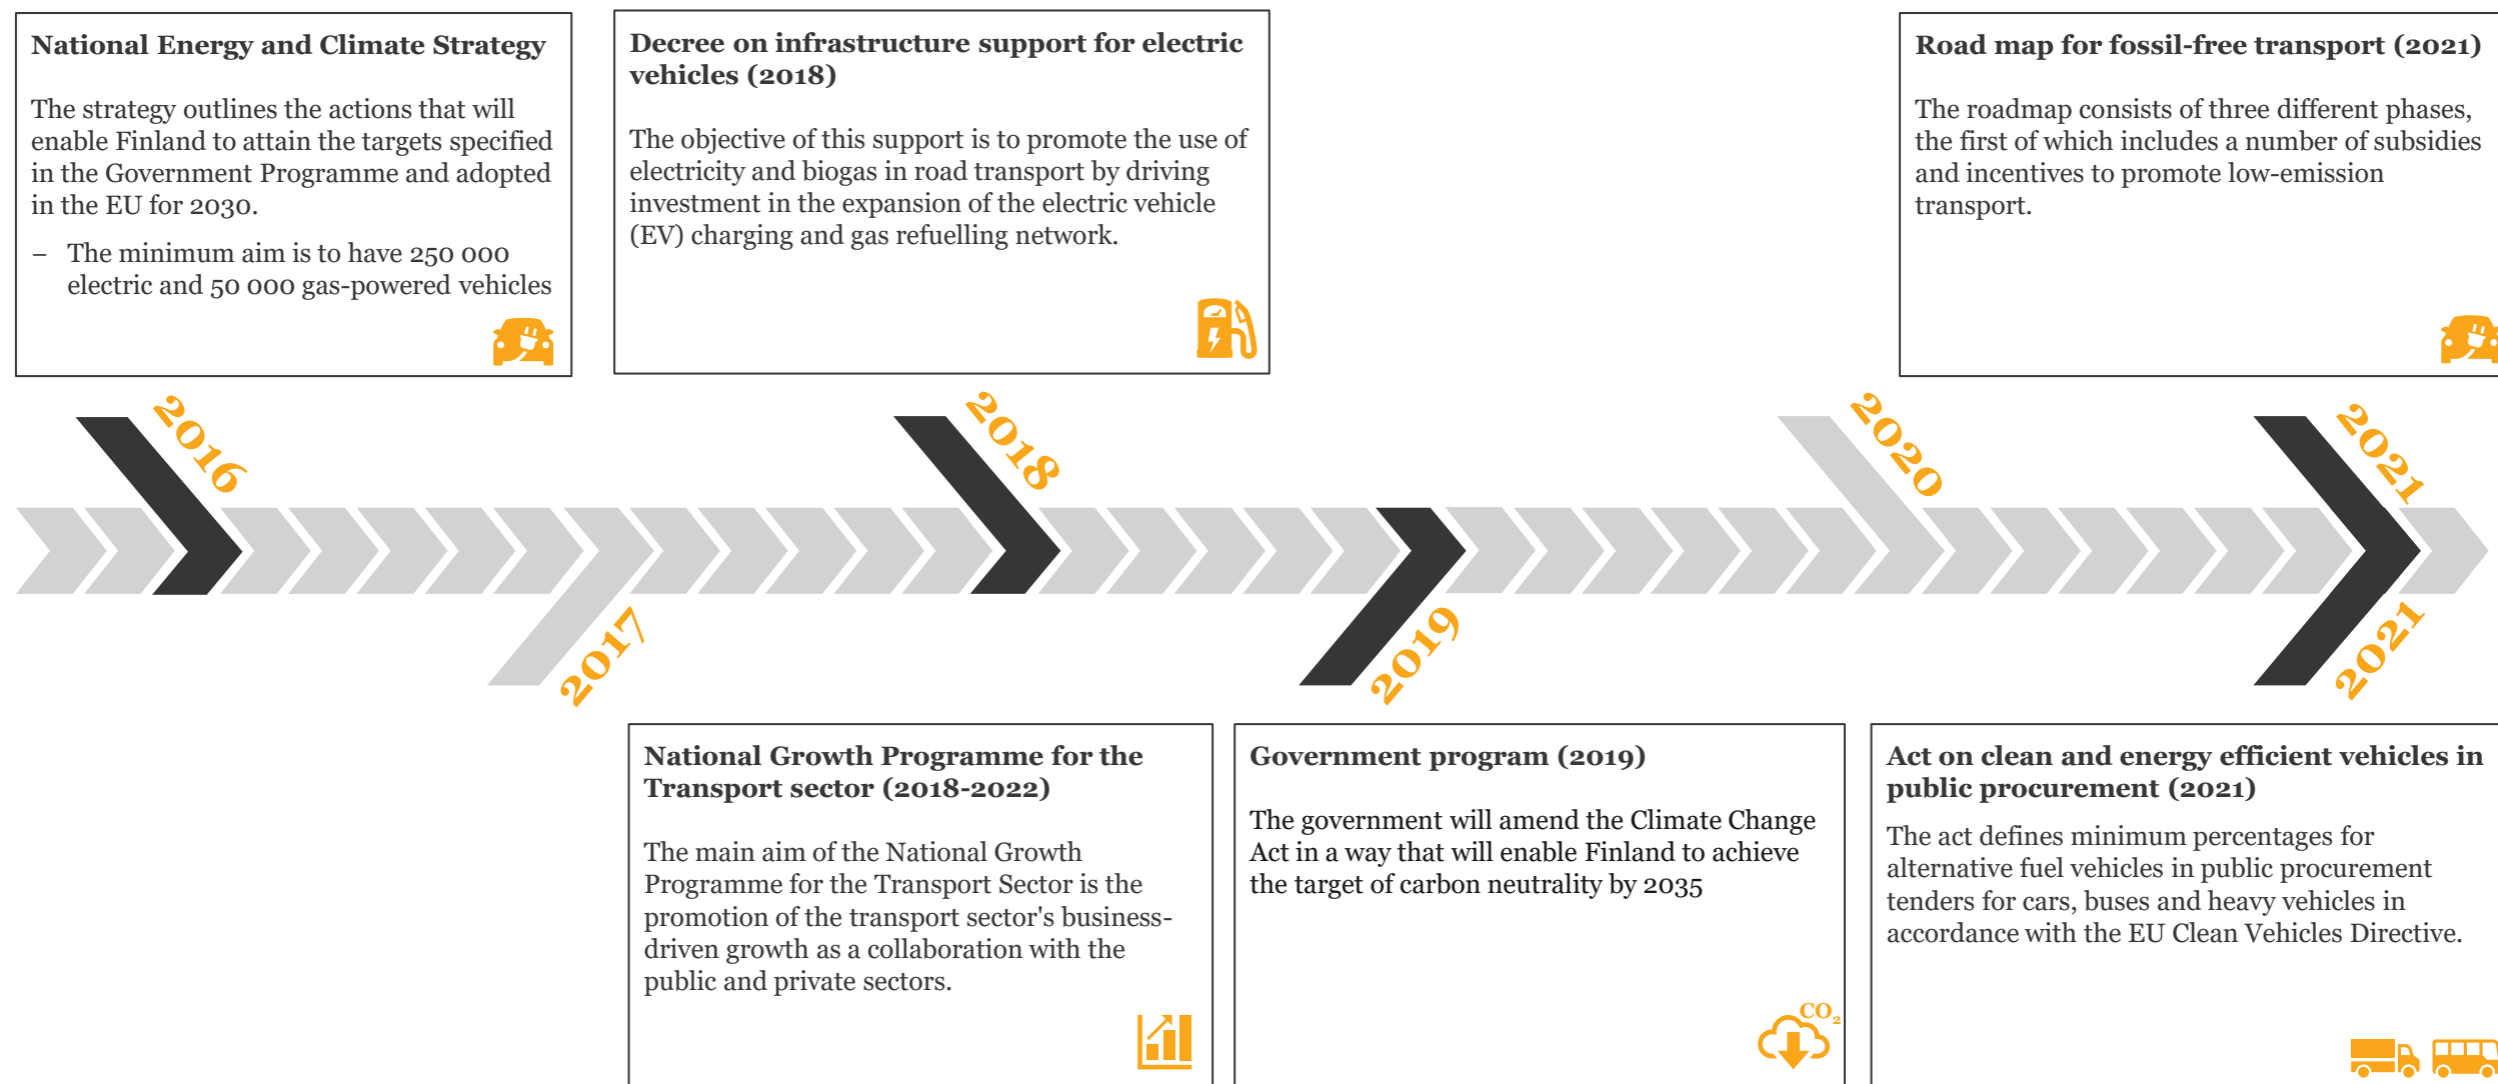 National Energy and Climate Strategy
The strategy outlines the actions that will
enable Finland to attain the targets specified
in the Government Programme and adopted
in the EU for 2030.
– The minimum aim is to have 250 000
electric and 50 000 gas-powered vehicles
Decree on infrastructure support for electric
vehicles (2018)
The objective of this support is to promote the use of
electricity and biogas in road transport by driving
investment in the expansion of the electric vehicle
(EV) charging and gas refuelling network.
Road map for fossil-free transport (2021)
The roadmap consists of three different phases,
the first of which includes a number of subsidies
and incentives to promote low-emission
transport.
2016
2018
2020
2021
2017
2019
2021
National Growth Programme for the
Transport sector (2018-2022)
The main aim of the National Growth
Programme for the Transport Sector is the
promotion of the transport sector's business-
driven growth as a collaboration with the
public and private sectors.
Government program (2019)
The government will amend the Climate Change
Act in a way that will enable Finland to achieve
the target of carbon neutrality by 2035
CO₂
Act on clean and energy efficient vehicles in
public procurement (2021)
The act defines minimum percentages for
alternative fuel vehicles in public procurement
tenders for cars, buses and heavy vehicles in
accordance with the EU Clean Vehicles Directive.